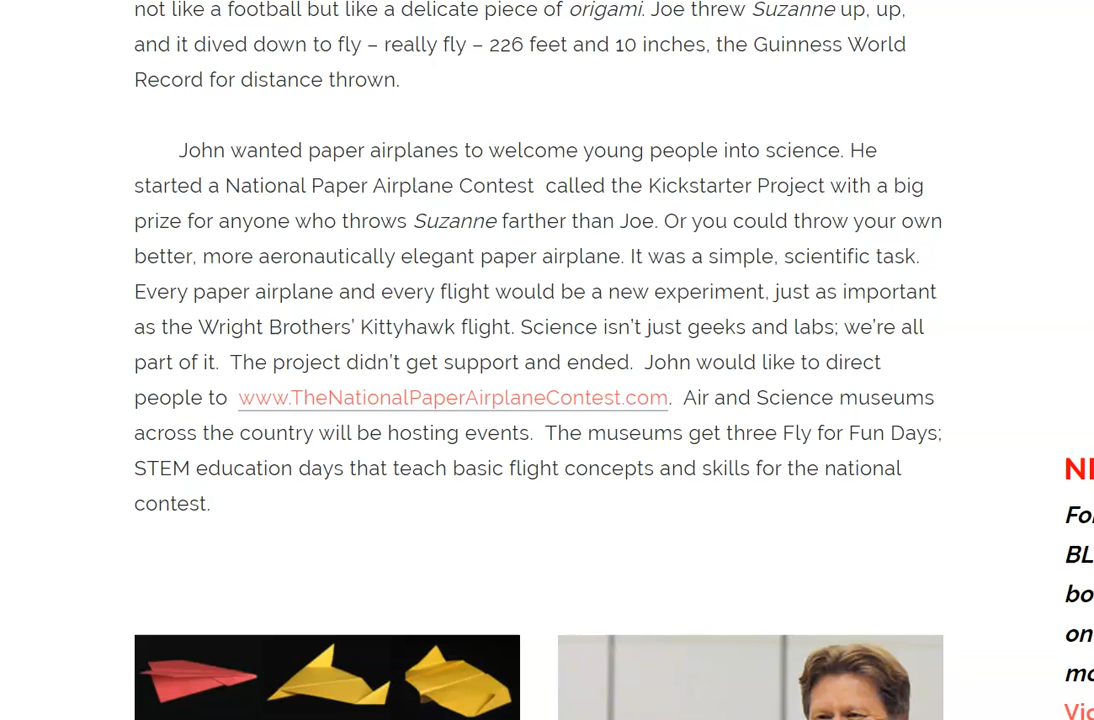 not like a football but like a delicate piece of origami. Joe threw Suzanne up, up,
and it dived down to fly – really fly – 226 feet and 10 inches, the Guinness World
Record for distance thrown.
John wanted paper airplanes to welcome young people into science. He
started a National Paper Airplane Contest  called the Kickstarter Project with a big
prize for anyone who throws Suzanne farther than Joe. Or you could throw your own
better, more aeronautically elegant paper airplane. It was a simple, scientific task.
Every paper airplane and every flight would be a new experiment, just as important
as the Wright Brothers’ Kittyhawk flight. Science isn’t just geeks and labs; we’re all
part of it.  The project didn’t get support and ended.  John would like to direct
people to  www.TheNationalPaperAirplaneContest.com.  Air and Science museums
across the country will be hosting events.  The museums get three Fly for Fun Days;
STEM education days that teach basic flight concepts and skills for the national
contest.